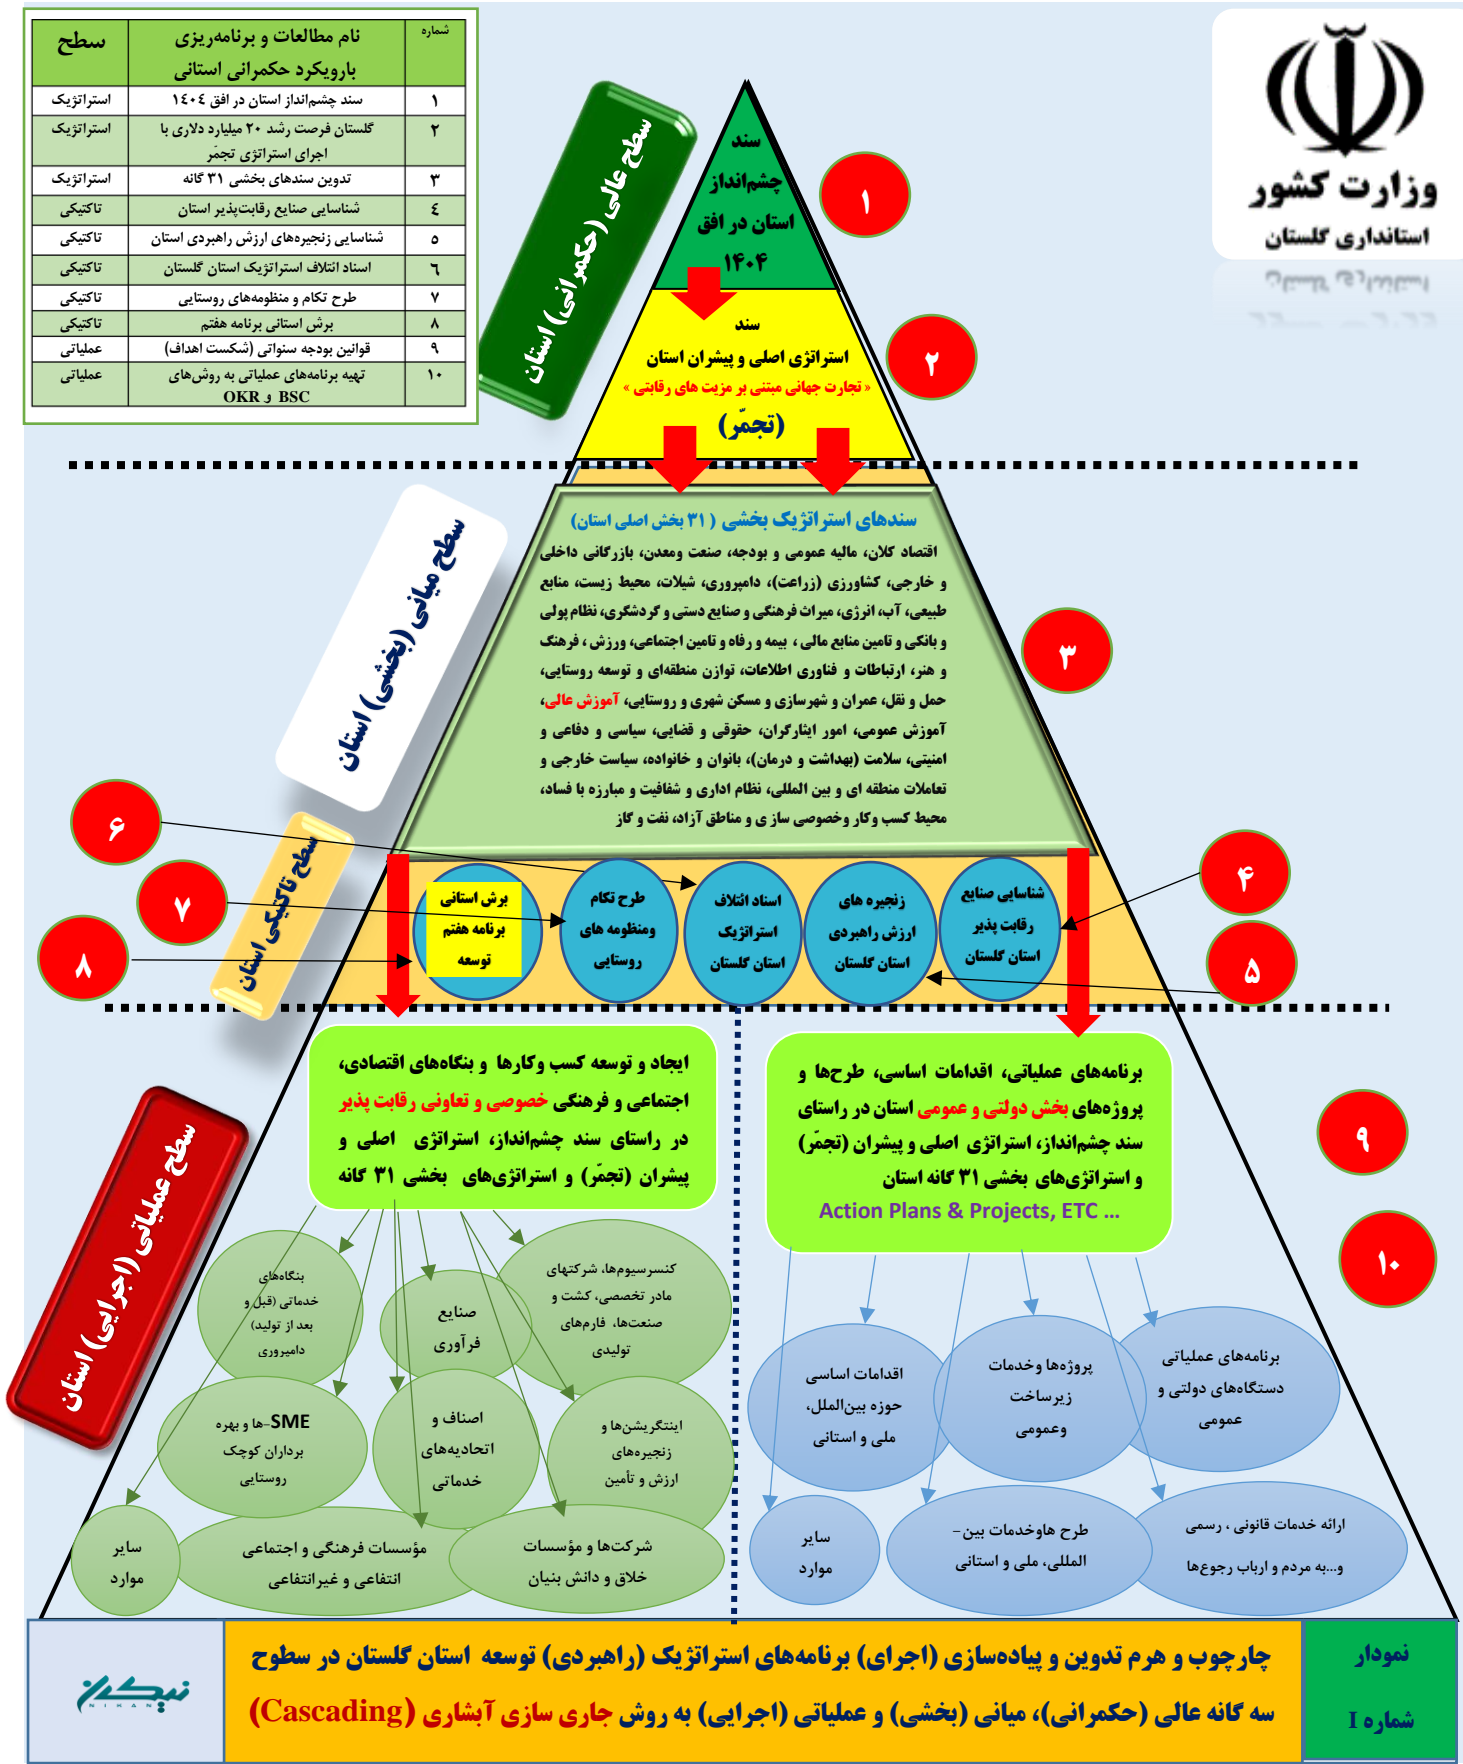 شماره	نام مطالعات و برنامه‌ریزی بارویکرد حکمرانی استانی	سطح
۱	سند چشم‌انداز استان در افق ۱۴۰۴	استراتژیک
۲	گلستان فرصت رشد ۲۰ میلیارد دلاری با اجرای استراتژی تجمّر	استراتژیک
۳	تدوین سندهای بخشی ۳۱ گانه	استراتژیک
۴	شناسایی صنایع رقابت‌پذیر استان	تاکتیکی
۵	شناسایی زنجیره‌های ارزش راهبردی استان	تاکتیکی
۶	اسناد ائتلاف استراتژیک استان گلستان	تاکتیکی
۷	طرح تکام و منظومه‌های روستایی	تاکتیکی
۸	برش استانی برنامه هفتم	تاکتیکی
۹	قوانین بودجه سنواتی (شکست اهداف)	عملیاتی
۱۰	تهیه برنامه‌های عملیاتی به روش‌های BSC و OKR	عملیاتی
وزارت کشور
استانداری گلستان
سطح عالی (حکمرانی) استان
سند
چشم‌انداز
استان در افق
۱۴۰۴
۱
سند
استراتژی اصلی و پیشران استان
« تجارت جهانی مبتنی بر مزیت های رقابتی »
(تجمّر)
۲
سطح میانی (بخشی) استان
سندهای استراتژیک بخشی ( ۳۱ بخش اصلی استان)
اقتصاد کلان، مالیه عمومی و بودجه، صنعت ومعدن، بازرگانی داخلی
و خارجی، کشاورزی (زراعت)، دامپروری، شیلات، محیط زیست، منابع
طبیعی، آب، انرژی، میراث فرهنگی و صنایع دستی و گردشگری، نظام پولی
و بانکی و تامین منابع مالی ، بیمه و رفاه و تامین اجتماعی، ورزش ، فرهنگ
و هنر، ارتباطات و فناوری اطلاعات، توازن منطقه‌ای و توسعه روستایی،
حمل و نقل، عمران و شهرسازی و مسکن شهری و روستایی، آموزش عالی،
آموزش عمومی، امور ایثارگران، حقوقی و قضایی، سیاسی و دفاعی و
امنیتی، سلامت (بهداشت و درمان)، بانوان و خانواده، سیاست خارجی و
تعاملات منطقه ای و بین المللی، نظام اداری و شفافیت و مبارزه با فساد،
محیط کسب وکار وخصوصی سازی و مناطق آزاد، نفت و گاز
۳
سطح تاکتیکی استان
شناسایی صنایع
رقابت پذیر
استان گلستان
۴
زنجیره های
ارزش راهبردی
استان گلستان
۵
اسناد ائتلاف
استراتژیک
استان گلستان
۶
طرح تکام
ومنظومه های
روستایی
۷
برش استانی
برنامه هفتم
توسعه
۸
سطح عملیاتی (اجرایی) استان
برنامه‌های عملیاتی، اقدامات اساسی، طرح‌ها و
پروژه‌های بخش دولتی و عمومی استان در راستای
سند چشم‌انداز، استراتژی اصلی و پیشران (تجمّر)
و استراتژی‌های بخشی ۳۱ گانه استان
Action Plans & Projects, ETC ...
۹
۱۰
ایجاد و توسعه کسب وکارها و بنگاه‌های اقتصادی،
اجتماعی و فرهنگی خصوصی و تعاونی رقابت پذیر
در راستای سند چشم‌انداز، استراتژی اصلی و
پیشران (تجمّر) و استراتژی‌های بخشی ۳۱ گانه
برنامه‌های عملیاتی
دستگاه‌های دولتی و
عمومی
پروژه‌ها وخدمات
زیرساخت
وعمومی
اقدامات اساسی
حوزه بین‌الملل،
ملی و استانی
ارائه خدمات قانونی ، رسمی
و...به مردم و ارباب رجوع‌ها
طرح هاوخدمات بین-
المللی، ملی و استانی
سایر
موارد
کنسرسیوم‌ها، شرکتهای
مادر تخصصی، کشت و
صنعت‌ها، فارم‌های
تولیدی
صنایع
فرآوری
بنگاه‌های
خدماتی (قبل و
بعد از تولید)
دامپروری
اینتگریشن‌ها و
زنجیره‌های
ارزش و تأمین
اصناف و
اتحادیه‌های
خدماتی
SME-ها و بهره
برداران کوچک
روستایی
شرکت‌ها و مؤسسات
خلاق و دانش بنیان
مؤسسات فرهنگی و اجتماعی
انتفاعی و غیرانتفاعی
سایر
موارد
نمودار
شماره I
چارچوب و هرم تدوین و پیاده‌سازی (اجرای) برنامه‌های استراتژیک (راهبردی) توسعه استان گلستان در سطوح
سه گانه عالی (حکمرانی)، میانی (بخشی) و عملیاتی (اجرایی) به روش جاری سازی آبشاری (Cascading)